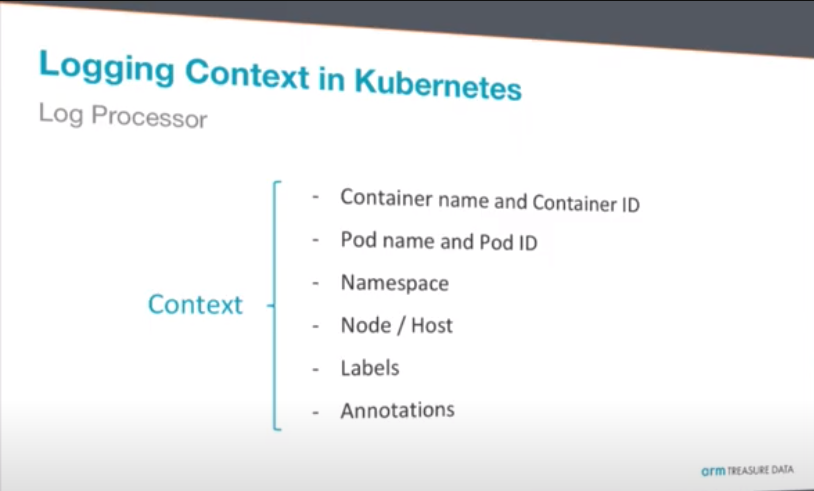 Logging Context in Kubernetes
Log Processor
Context
- Container name and Container ID
- Pod name and Pod ID
- Namespace
- Node / Host
- Labels
- Annotations
arm TREASURE DATA